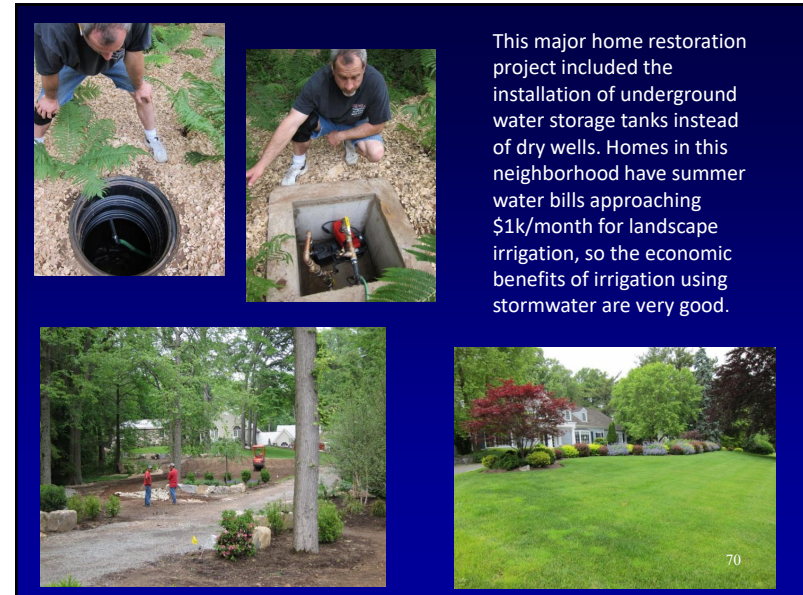 This major home restoration
project included the
installation of underground
water storage tanks instead
of dry wells. Homes in this
neighborhood have summer
water bills approaching
$1k/month for landscape
irrigation, so the economic
benefits of irrigation using
stormwater are very good.
70